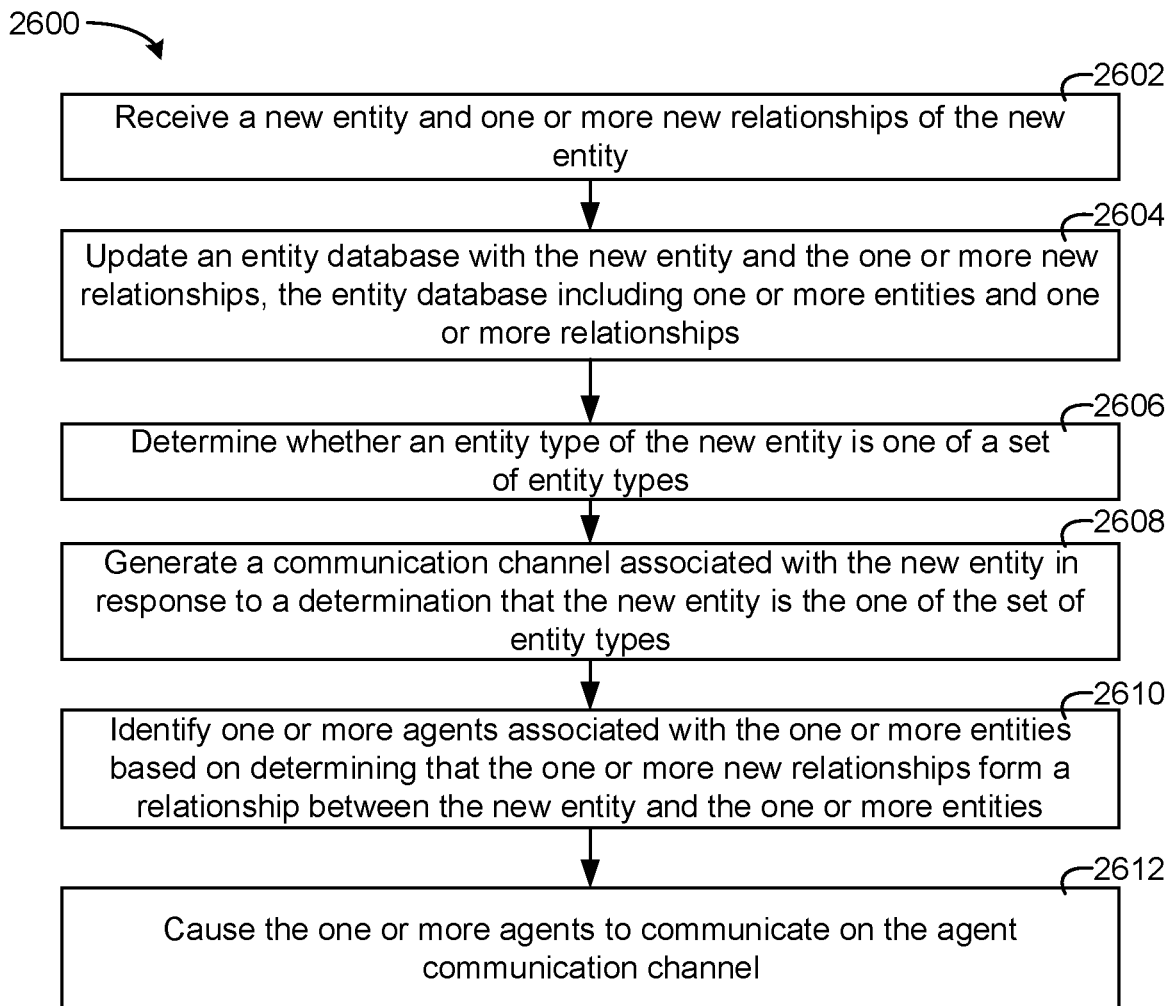 2600
2602
Receive a new entity and one or more new relationships of the new
entity
2604
Update an entity database with the new entity and the one or more new
relationships, the entity database including one or more entities and one
or more relationships
2606
Determine whether an entity type of the new entity is one of a set
of entity types
2608
Generate a communication channel associated with the new entity in
response to a determination that the new entity is the one of the set of
entity types
2610
Identify one or more agents associated with the one or more entities
based on determining that the one or more new relationships form a
relationship between the new entity and the one or more entities
2612
Cause the one or more agents to communicate on the agent
communication channel